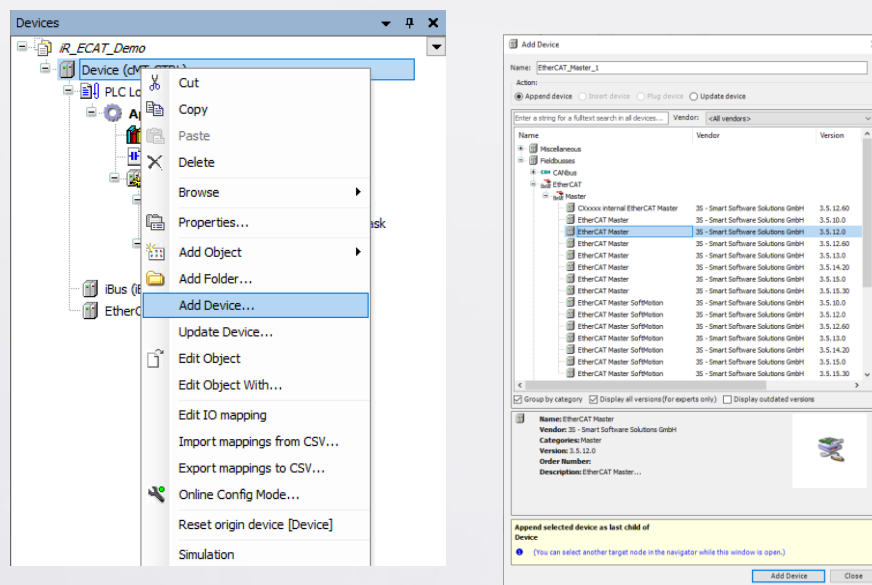 Devices
iR_ECAT_Demo
Device (cMT
PLC Lo
Cut
Copy
Paste
Delete
Browse
Properties...
ask
Add Object
Add Folder...
iBus (i
Add Device...
EtherC
Update Device...
Edit Object
Edit Object With...
Edit IO mapping
Import mappings from CSV...
Export mappings to CSV...
Online Config Mode...
Reset origin device [Device]
Simulation
Add Device
Name: EtherCAT_Master_1
Action:
Append device Insert device Plug device Update device
Enter a string for a fulltext search in all devices... Vendor: <All vendors>
Name Vendor Version
Miscellaneous
Fieldbusses
CAN CANbus
EtherCAT
Master
CXxxxx internal EtherCAT Master 3S - Smart Software Solutions GmbH 3.5.12.60
EtherCAT Master 3S - Smart Software Solutions GmbH 3.5.10.0
EtherCAT Master 3S - Smart Software Solutions GmbH 3.5.12.0
EtherCAT Master 3S - Smart Software Solutions GmbH 3.5.12.60
EtherCAT Master 3S - Smart Software Solutions GmbH 3.5.13.0
EtherCAT Master 3S - Smart Software Solutions GmbH 3.5.14.20
EtherCAT Master 3S - Smart Software Solutions GmbH 3.5.15.0
EtherCAT Master 3S - Smart Software Solutions GmbH 3.5.15.30
EtherCAT Master SoftMotion 3S - Smart Software Solutions GmbH 3.5.10.0
EtherCAT Master SoftMotion 3S - Smart Software Solutions GmbH 3.5.12.0
EtherCAT Master SoftMotion 3S - Smart Software Solutions GmbH 3.5.12.60
EtherCAT Master SoftMotion 3S - Smart Software Solutions GmbH 3.5.13.0
EtherCAT Master SoftMotion 3S - Smart Software Solutions GmbH 3.5.14.20
EtherCAT Master SoftMotion 3S - Smart Software Solutions GmbH 3.5.15.0
EtherCAT Master SoftMotion 3S - Smart Software Solutions GmbH 3.5.15.30
Group by category Display all versions (for experts only) Display outdated versions
Name: EtherCAT Master
Vendor: 3S - Smart Software Solutions GmbH
Categories: Master
Version: 3.5.12.0
Order Number:
Description: EtherCAT Master...
Append selected device as last child of
Device
(You can select another target node in the navigator while this window is open.)
Add Device Close